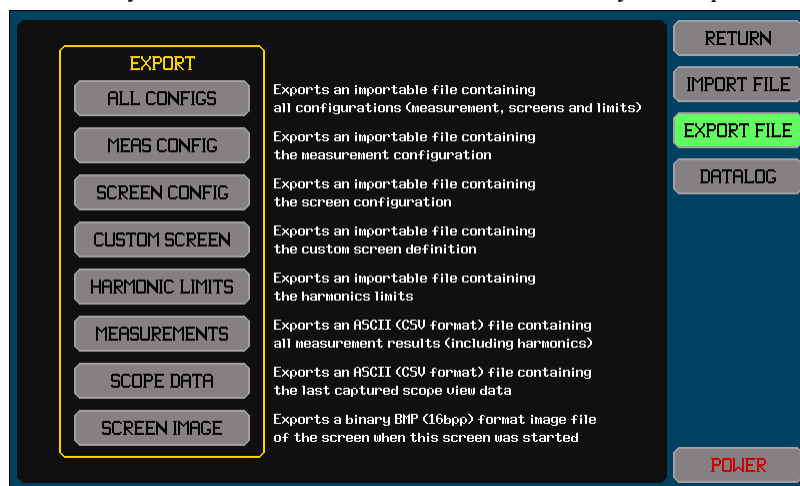 EXPORT
ALL CONFIGS
Exports an importable file containing
all configurations (measurement, screens and limits)
MEAS CONFIG
Exports an importable file containing
the measurement configuration
SCREEN CONFIG
Exports an importable file containing
the screen configuration
CUSTOM SCREEN
Exports an importable file containing
the custom screen definition
HARMONIC LIMITS
Exports an importable file containing
the harmonics limits
MEASUREMENTS
Exports an ASCII (CSV format) file containing
all measurement results (including harmonics)
SCOPE DATA
Exports an ASCII (CSV format) file containing
the last captured scope view data
SCREEN IMAGE
Exports a binary BMP (16bpp) format image file
of the screen when this screen was started
RETURN
IMPORT FILE
EXPORT FILE
DATALOG
POWER